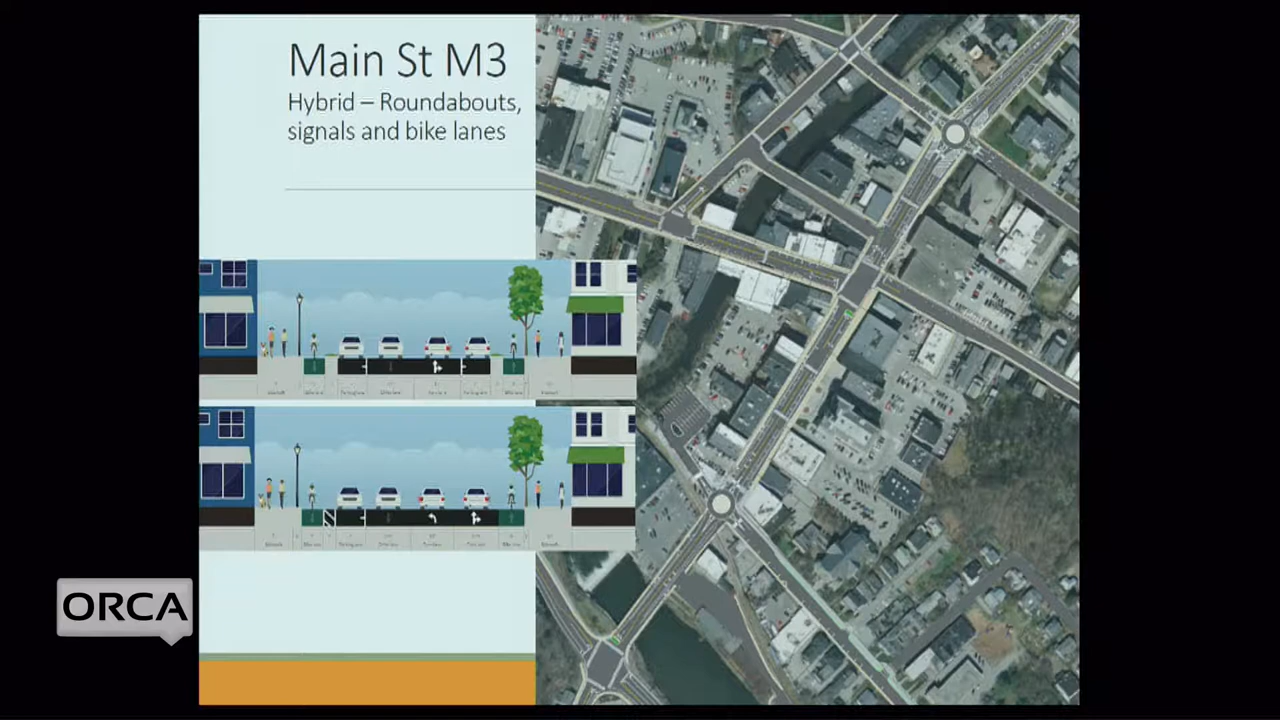 Main St M3
Hybrid – Roundabouts,
signals and bike lanes
ORCA